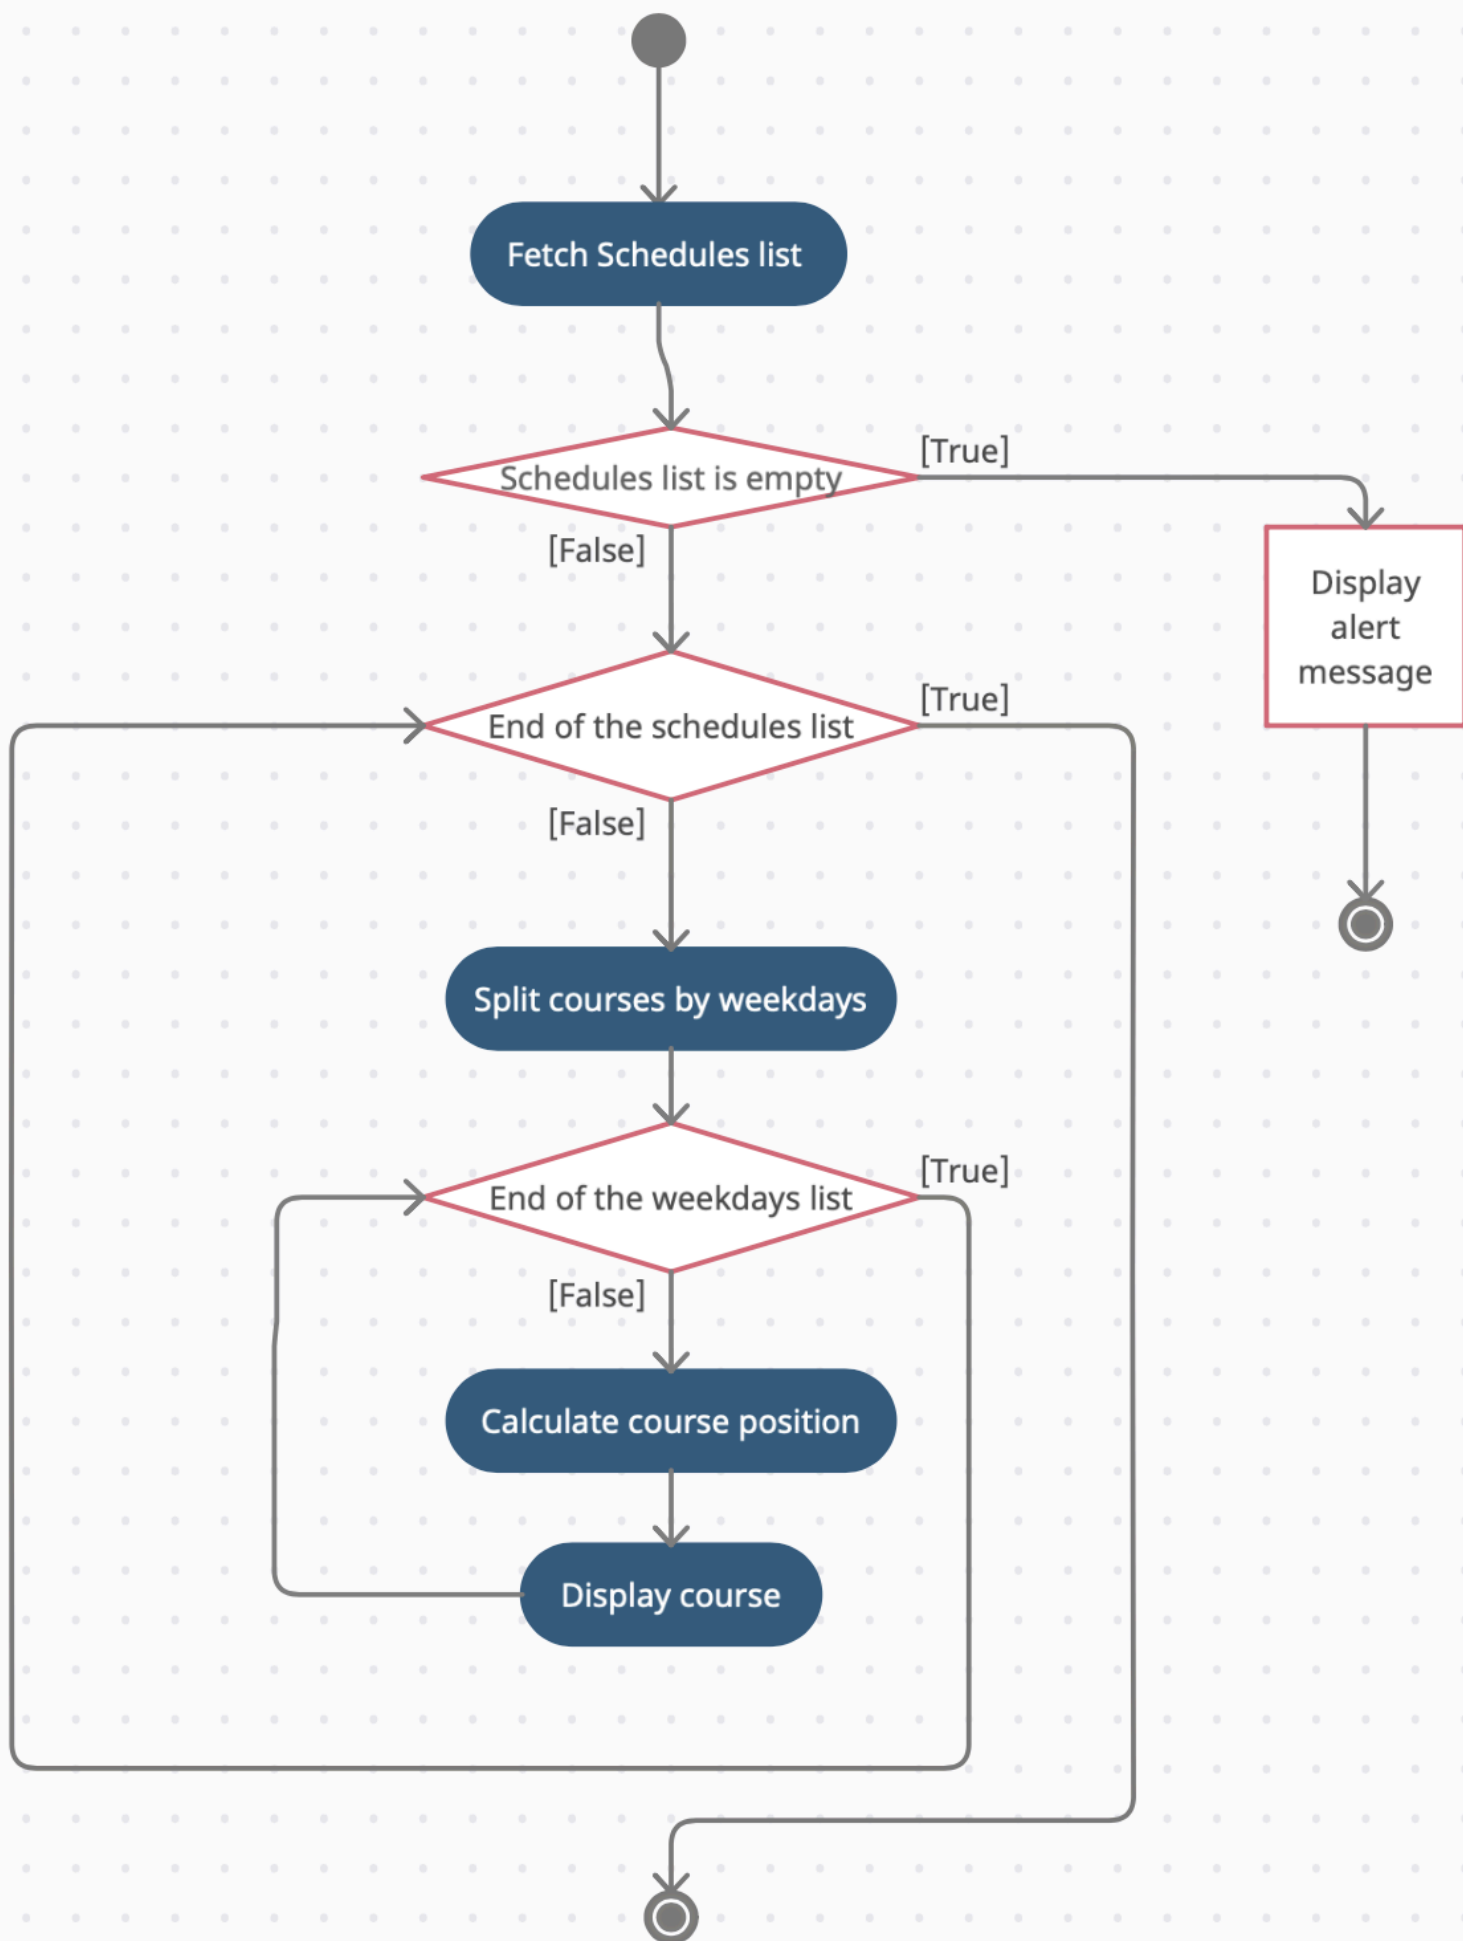 Fetch Schedules list
Schedules list is empty
[True]
[False]
Display
alert
message
End of the schedules list
[True]
[False]
Split courses by weekdays
End of the weekdays list
[True]
[False]
Calculate course position
Display course